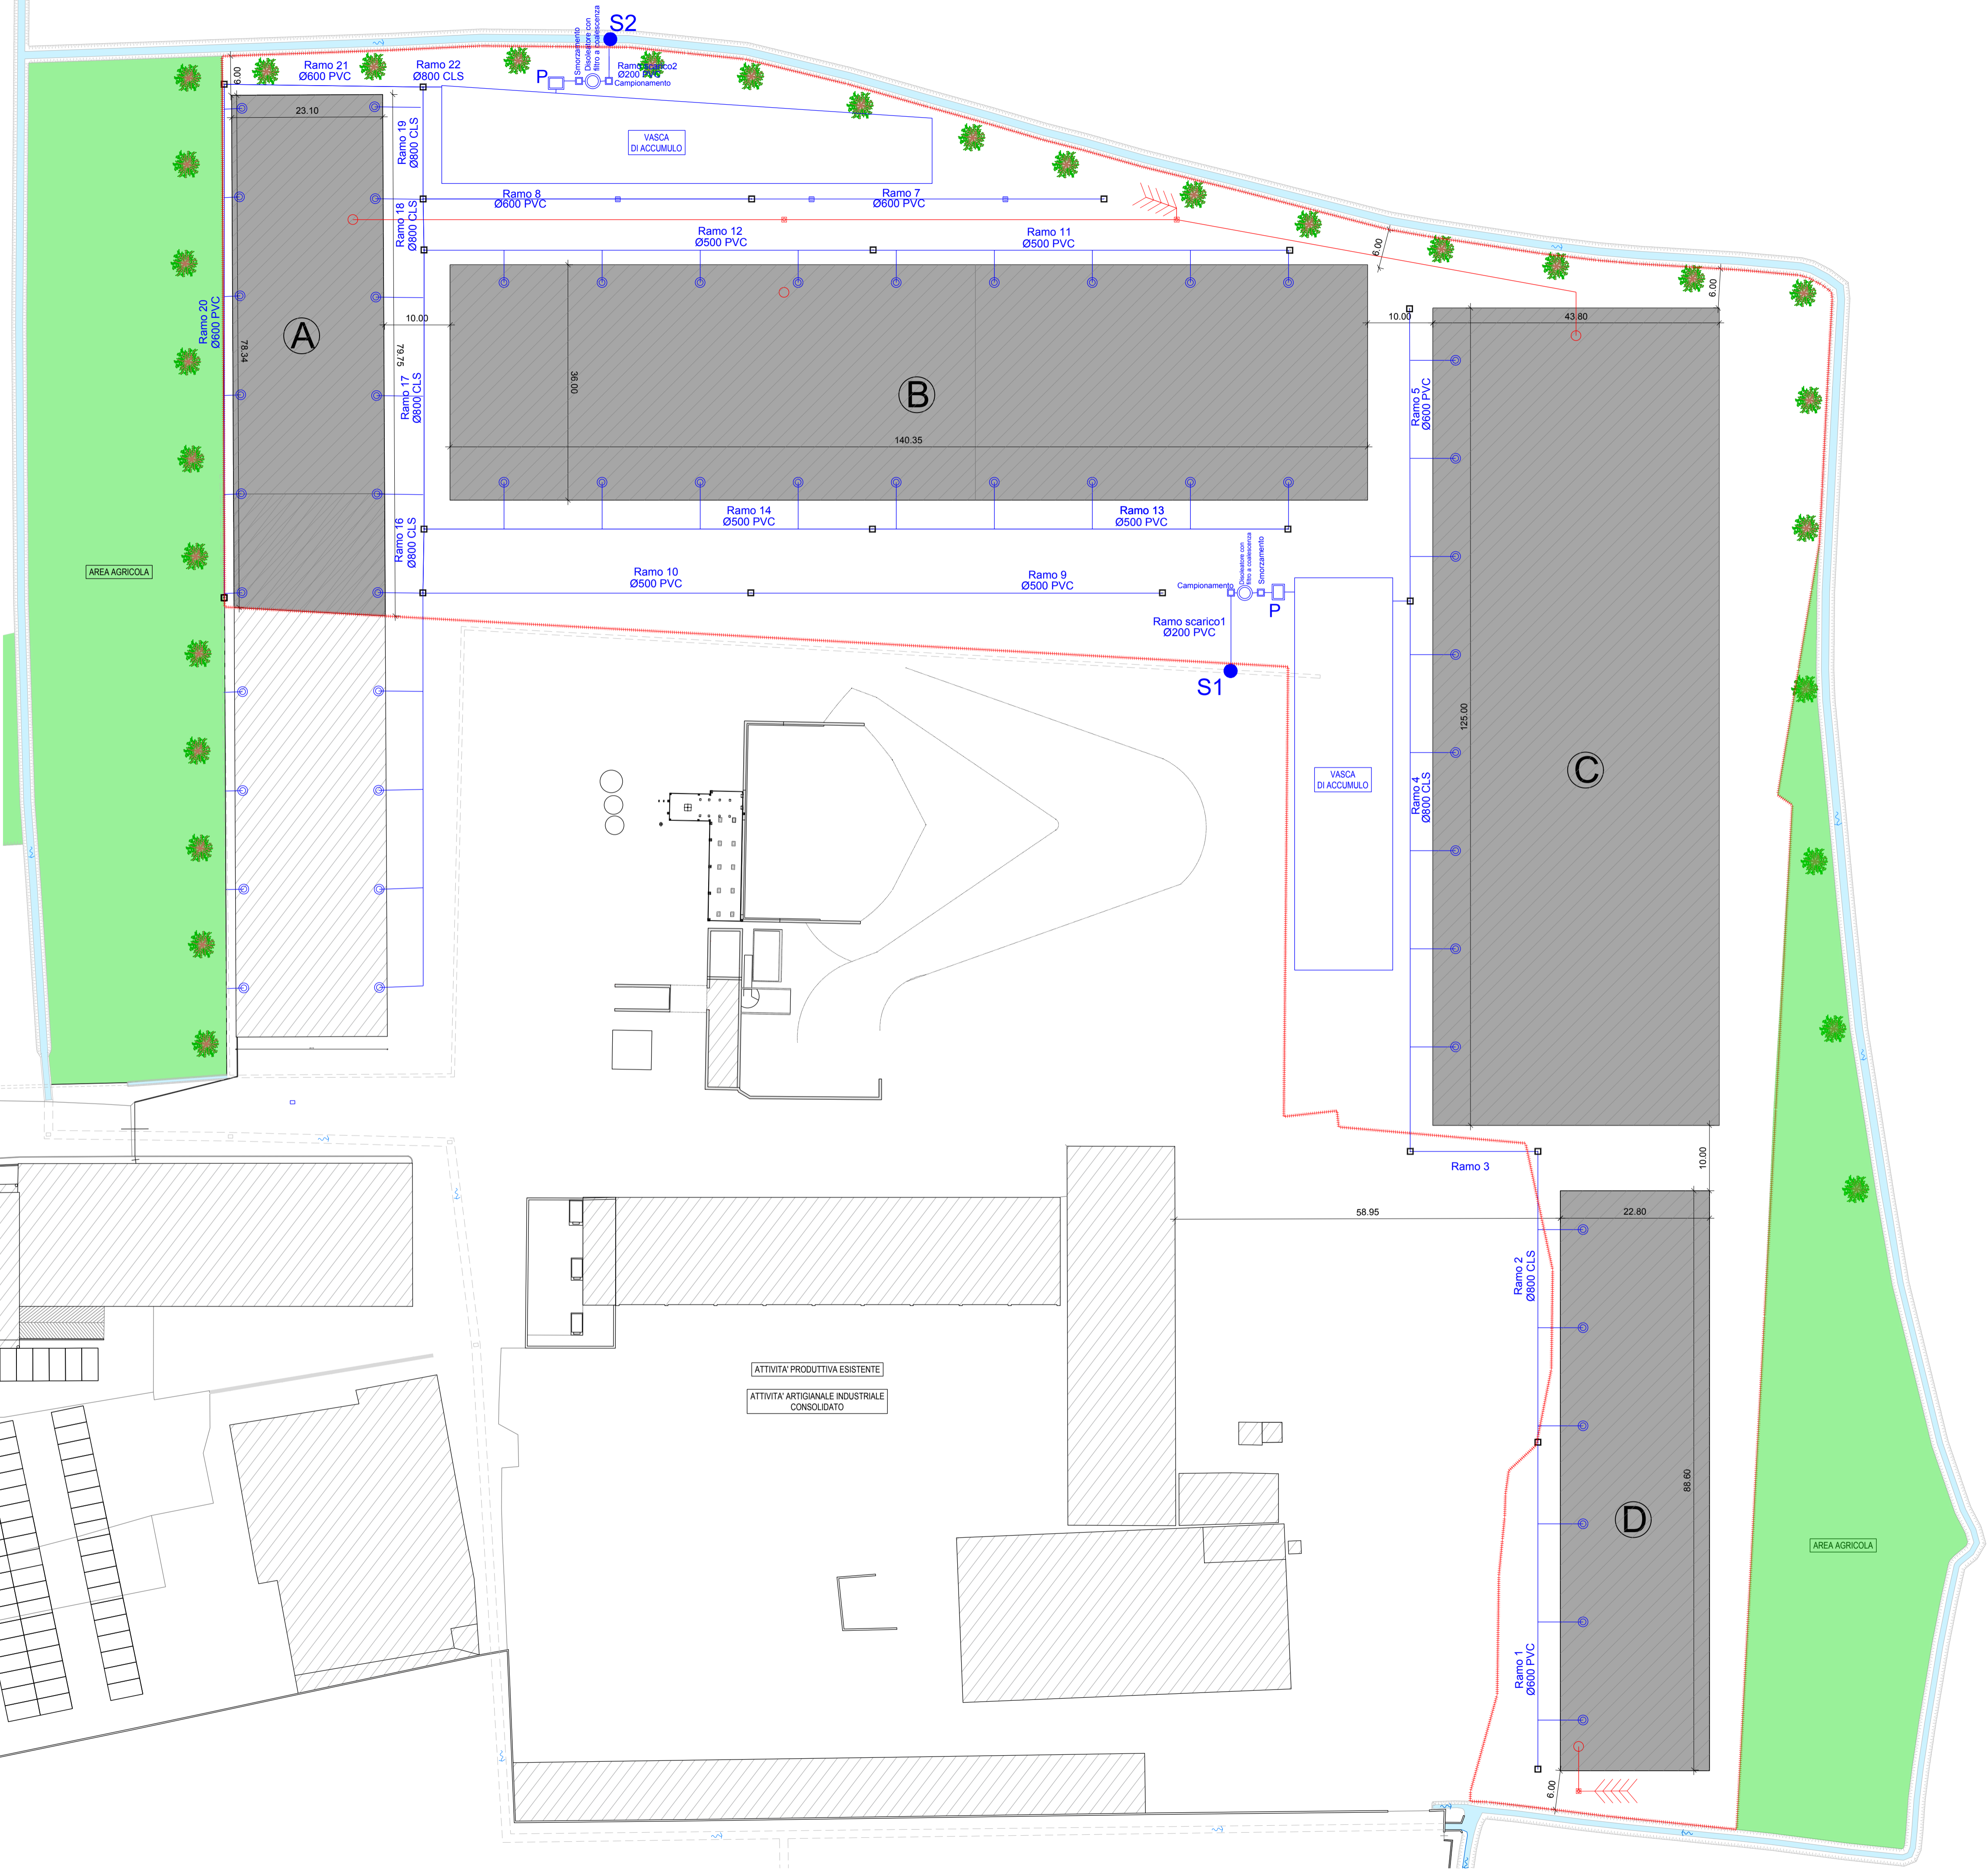 S2
Smorzamento
Disoleatore con
filtro a coalescenza
Ramo 21
Ø600 PVC
Ramo 22
Ø800 CLS
P
Ramo scarico2
Ø200 PVC
Campionamento
6.00
23.10
Ramo 19
Ø800 CLS
VASCA
DI ACCUMULO
Ramo 8
Ø600 PVC
Ramo 7
Ø600 PVC
Ramo 18
Ø800 CLS
Ramo 12
Ø500 PVC
Ramo 11
Ø500 PVC
6.00
6.00
Ramo 20
Ø600 PVC
A
10.00
10.00
43.80
78.34
79.75
Ramo 17
Ø800 CLS
36.00
B
Ramo 5
Ø600 PVC
140.35
Ramo 16
Ø800 CLS
Ramo 14
Ø500 PVC
Ramo 13
Ø500 PVC
AREA AGRICOLA
Ramo 10
Ø500 PVC
Ramo 9
Ø500 PVC
Campionamento
Disoleatore con
filtro a coalescenza
Smorzamento
P
Ramo scarico1
Ø200 PVC
S1
125.00
VASCA
DI ACCUMULO
Ramo 4
Ø800 CLS
C
Ramo 3
10.00
58.95
22.80
Ramo 2
Ø800 CLS
ATTIVITA' PRODUTTIVA ESISTENTE
ATTIVITA' ARTIGIANALE INDUSTRIALE
CONSOLIDATO
88.60
D
AREA AGRICOLA
Ramo 1
Ø600 PVC
6.00